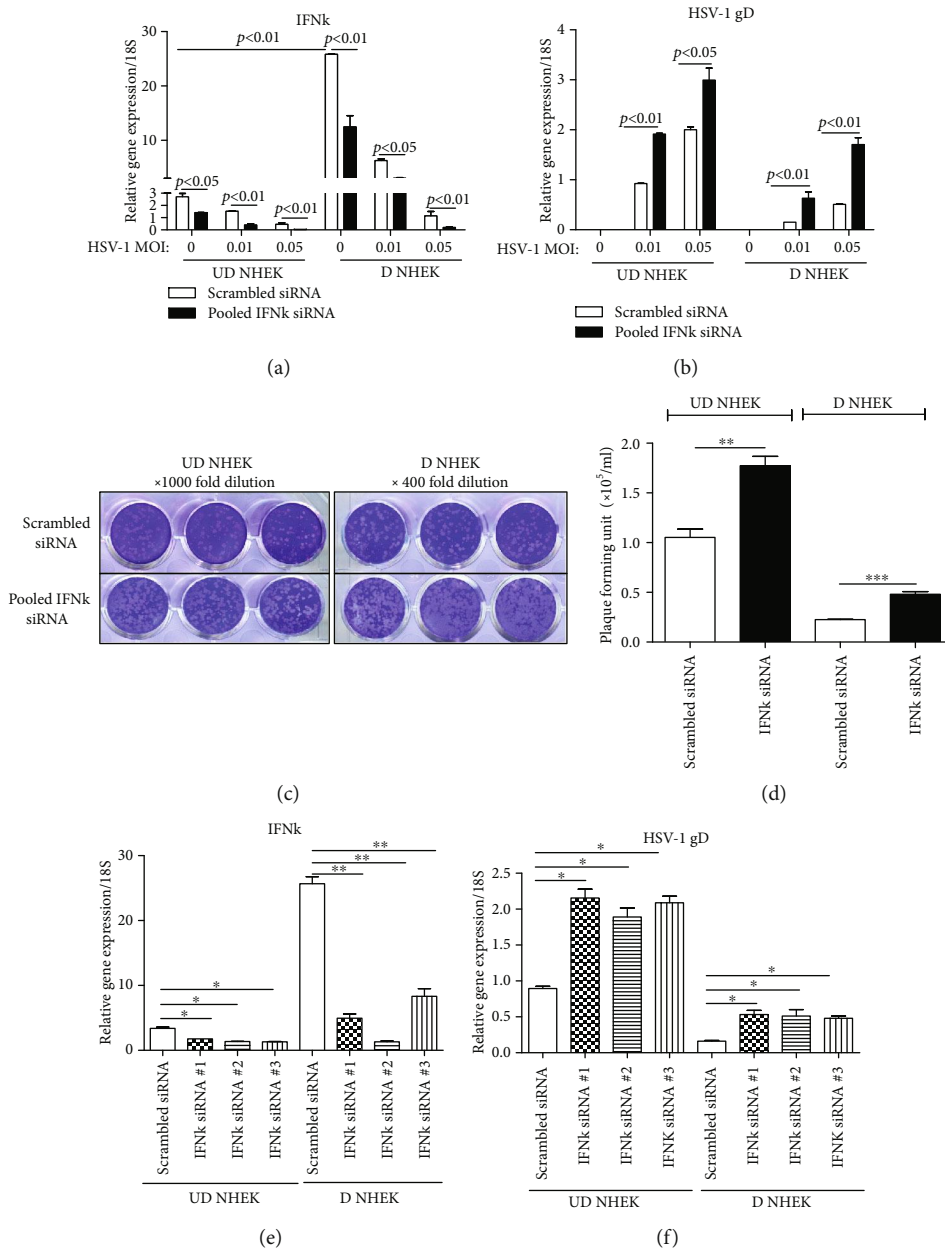 IFNk
p<0.01
p<0.01
Relative gene expression/18S
30
20
10
p<0.05
3
2
1
0
p<0.05
p<0.01
p<0.01
p<0.01
HSV-1 MOI:
0
0.01
0.05
0
0.01
0.05
UD NHEK
D NHEK
Scrambled siRNA
Pooled IFNk siRNA
(a)
HSV-1 gD
Relative gene expression/18S
4
3
2
1
0
p<0.01
p<0.05
p<0.01
p<0.01
HSV-1 MOI:
0
0.01
0.05
0
0.01
0.05
UD NHEK
D NHEK
Scrambled siRNA
Pooled IFNk siRNA
(b)
UD NHEK
×1000 fold dilution
D NHEK
× 400 fold dilution
Scrambled
siRNA
Pooled IFNk
siRNA
(c)
UD NHEK
D NHEK
Plaque forming unit (×10⁵/ml)
2.0
1.5
1.0
0.5
0.0
**
***
Scrambled siRNA
IFNk siRNA
Scrambled siRNA
IFNk siRNA
(d)
IFNk
Relative gene expression/18S
30
20
10
0
*
*
*
**
**
**
Scrambled siRNA
IFNk siRNA #1
IFNk siRNA #2
IFNk siRNA #3
Scrambled siRNA
IFNk siRNA #1
IFNk siRNA #2
IFNk siRNA #3
UD NHEK
D NHEK
(e)
HSV-1 gD
Relative gene expression/18S
2.5
2.0
1.5
1.0
0.5
0.0
*
*
*
*
*
*
Scrambled siRNA
IFNk siRNA #1
IFNk siRNA #2
IFNK siRNA #3
Scrambled siRNA
IFNk siRNA #1
IFNk siRNA #2
IFNK siRNA #3
UD NHEK
D NHEK
(f)